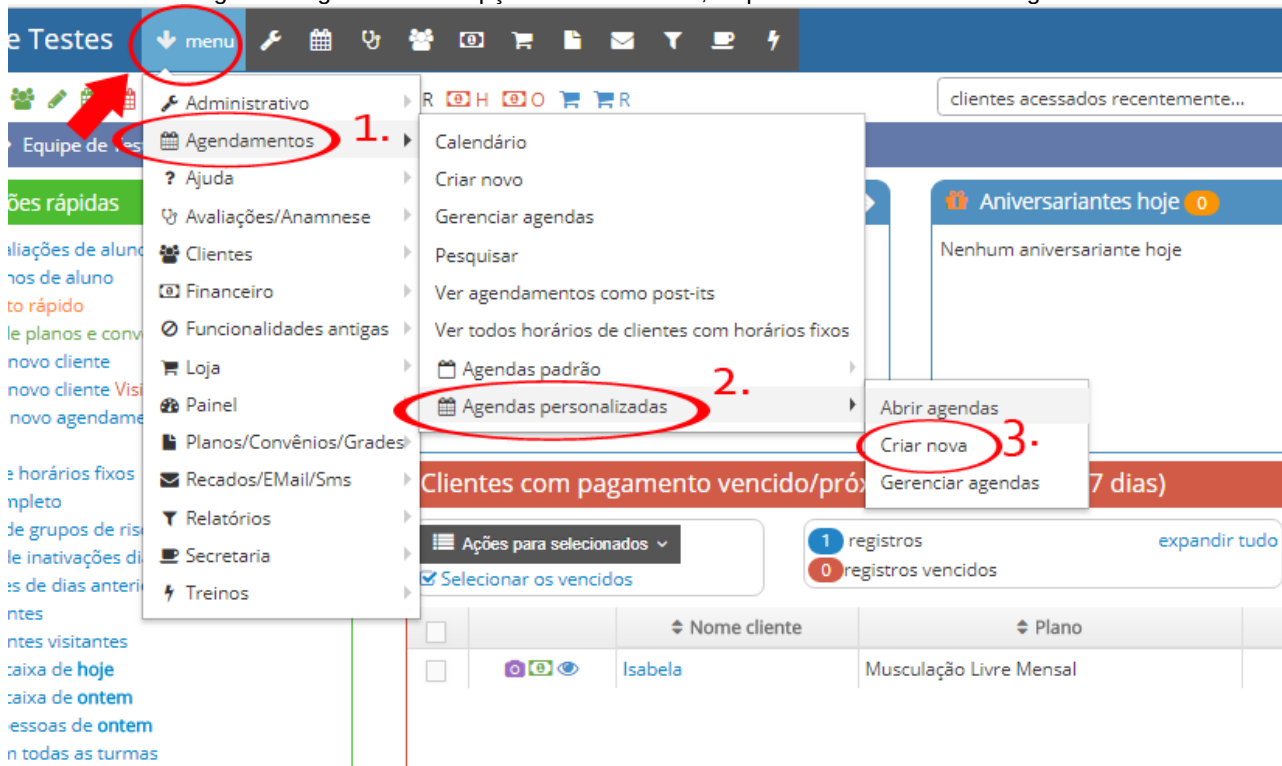 e Testes
menu
R H O R
clientes acessados recentemente...
Equipe de Tes
Administrativo
Agendamentos
1.
Ajuda
Avaliações/Anamnese
Clientes
Financeiro
Funcionalidades antigas
Loja
Painel
Planos/Convênios/Grades
Recados/EMail/Sms
Relatórios
Secretaria
Treinos
Calendário
Criar novo
Gerenciar agendas
Pesquisar
Ver agendamentos como post-its
Ver todos horários de clientes com horários fixos
Agendas padrão
Agendas personalizadas
2.
Abrir agendas
Criar nova
3.
Gerenciar agendas
ões rápidas
aliações de aluno
nos de aluno
to rápido
de planos e conv
novo cliente
novo cliente Visi
novo agendame
e horários fixos
mpleto
de grupos de ris
de inativações di
es de dias anteri
ntes
ntes visitantes
caixa de hoje
caixa de ontem
pessoas de ontem
n todas as turmas
Aniversariantes hoje 0
Nenhum aniversariante hoje
Clientes com pagamento vencido/pró 7 dias)
Ações para selecionados
Selecionar os vencidos
1 registros
expandir tudo
0 registros vencidos
Nome cliente
Plano
Isabela
Musculação Livre Mensal